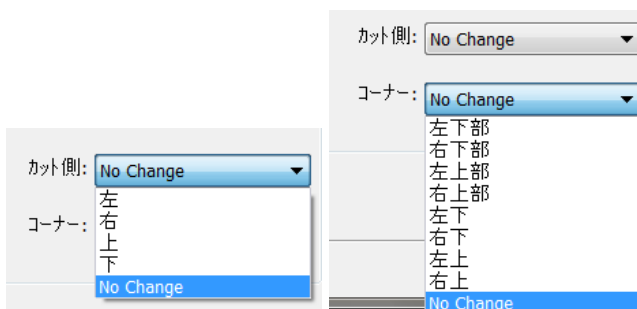 カット側: No Change
左
右
上
下
No Change
コーナー:
カット側: No Change
コーナー: No Change
左下部
右下部
左上部
右上部
左下
右下
左上
右上
No Change